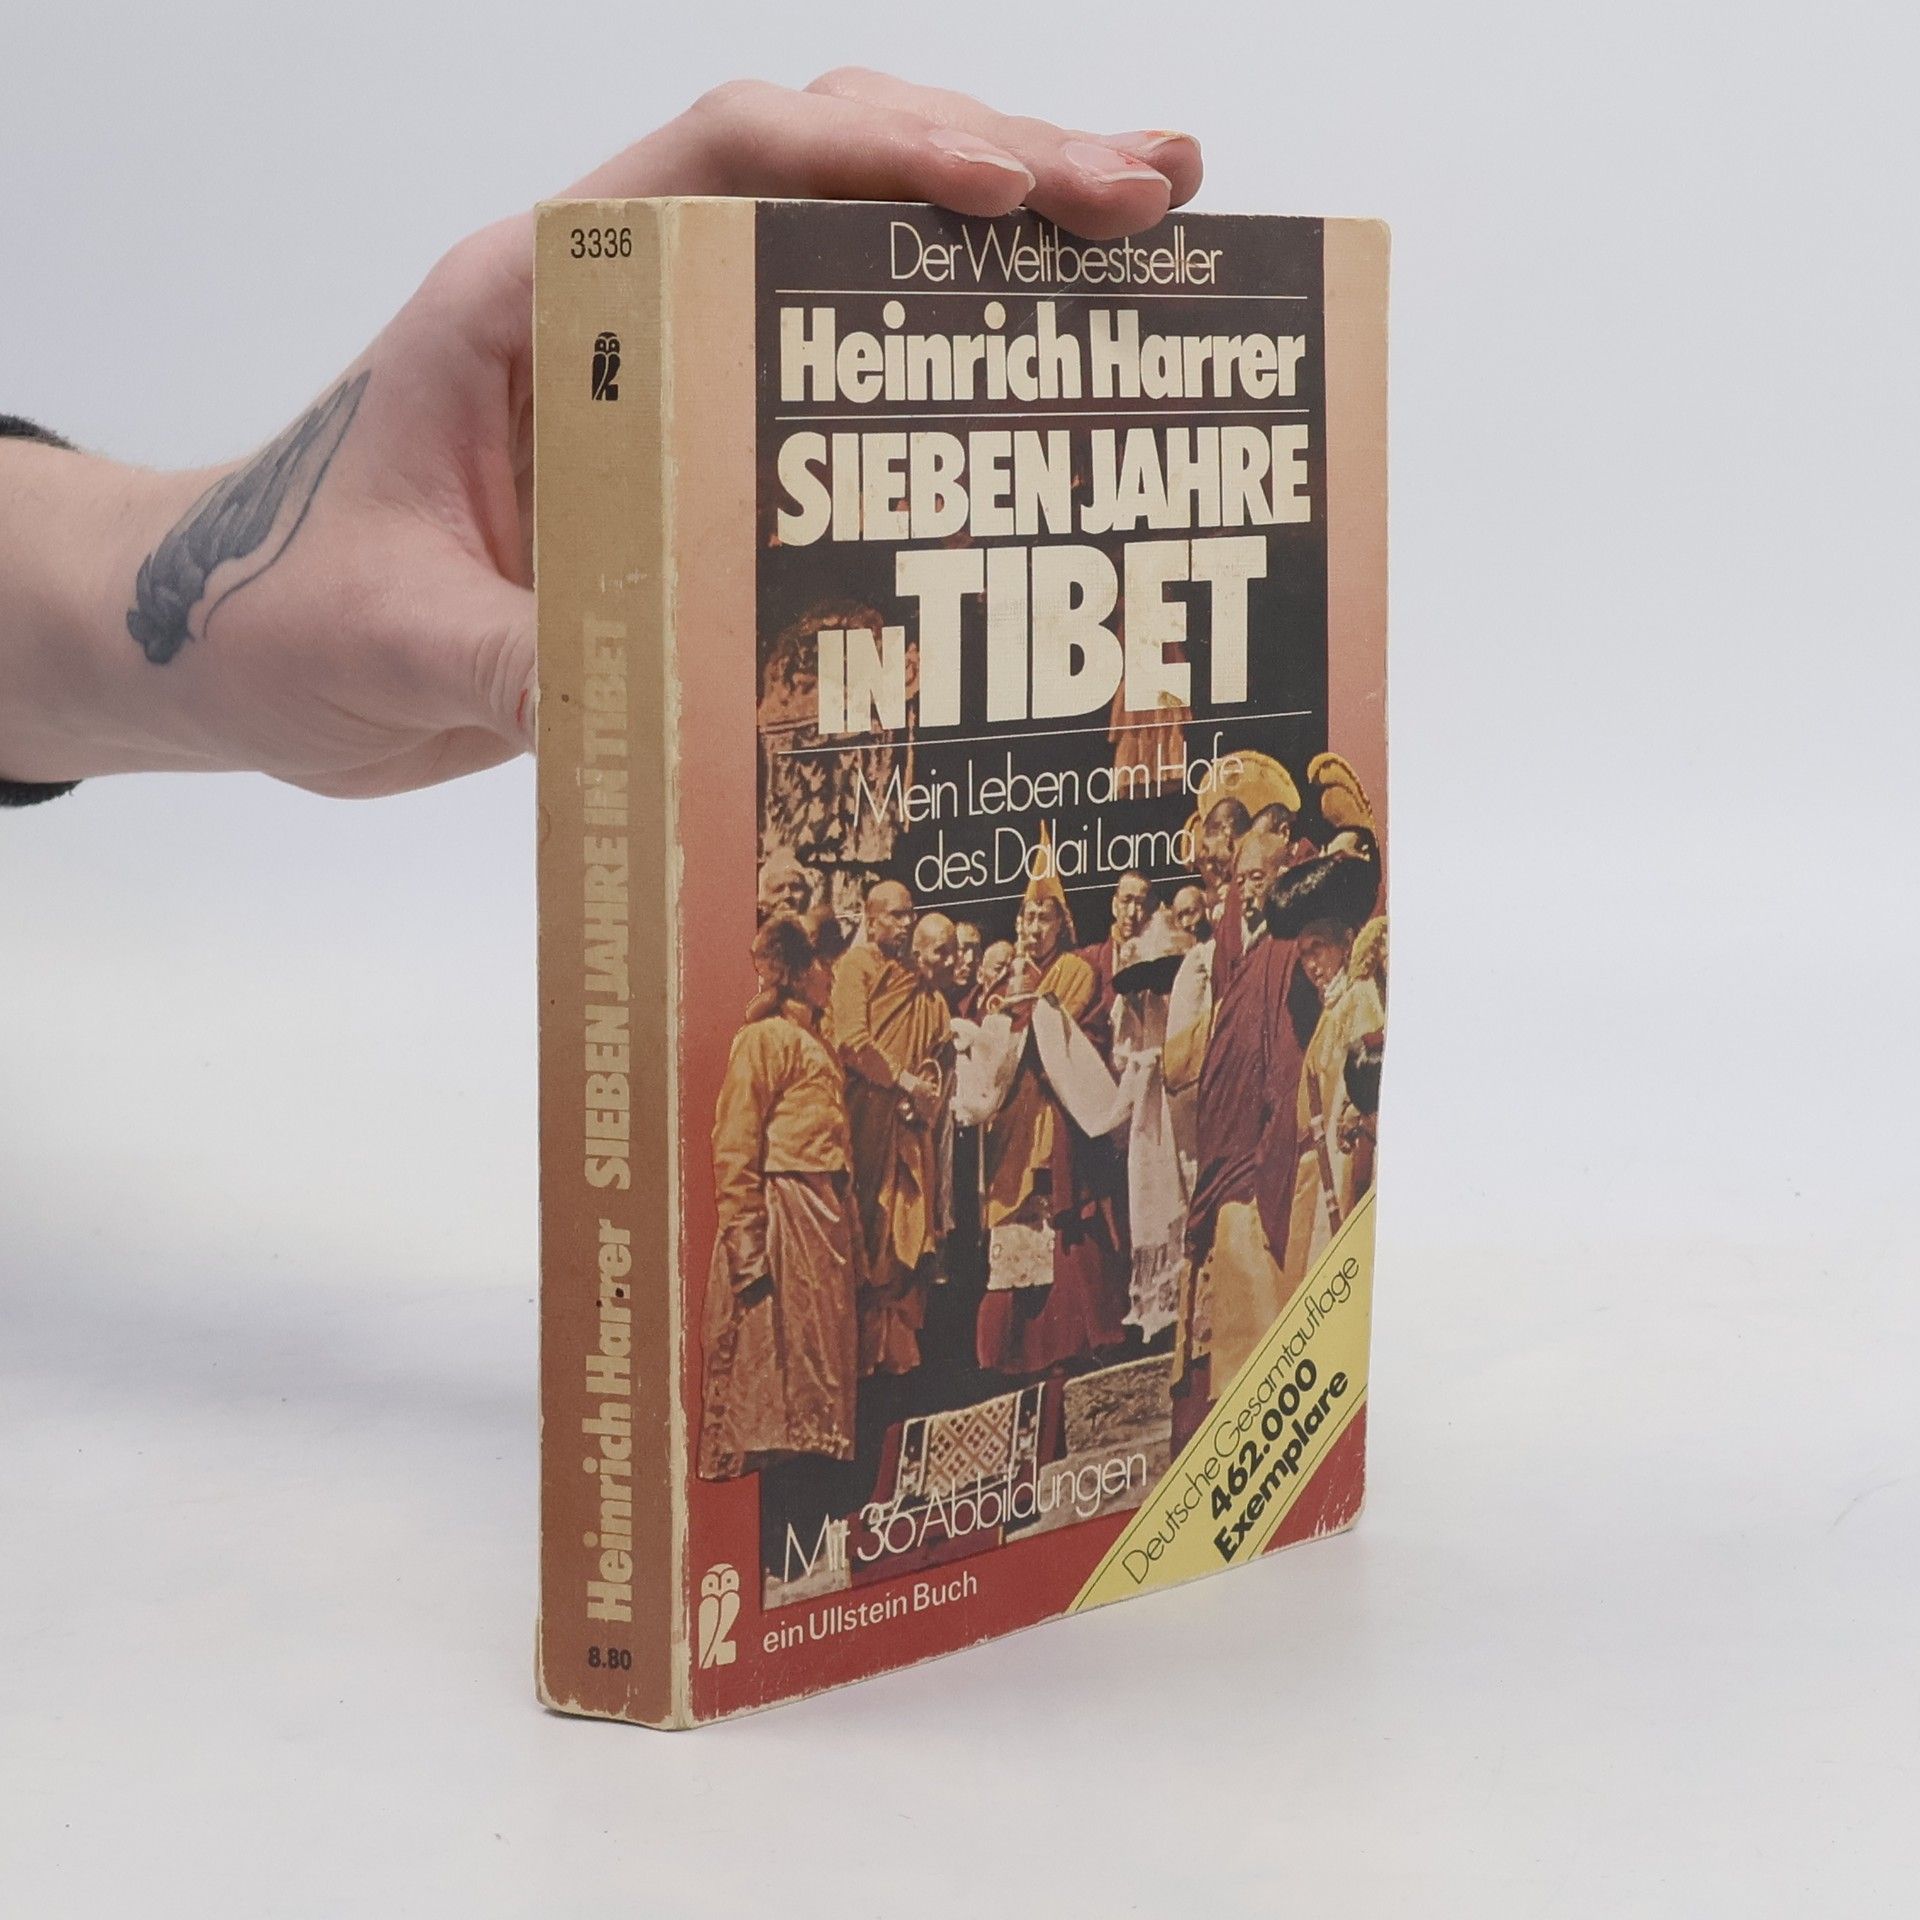 3336
Heinrich Harrer SIEBEN JAHRE IN TIBET
8.80
Der Weltbestseller
Heinrich Harrer
SIEBEN JAHRE
IN TIBET
Mein Leben am Hofe
des Dalai Lama
Mit 36 Abbildungen
ein Ullstein Buch
Deutsche Gesamtauflage
462.000
Exemplare